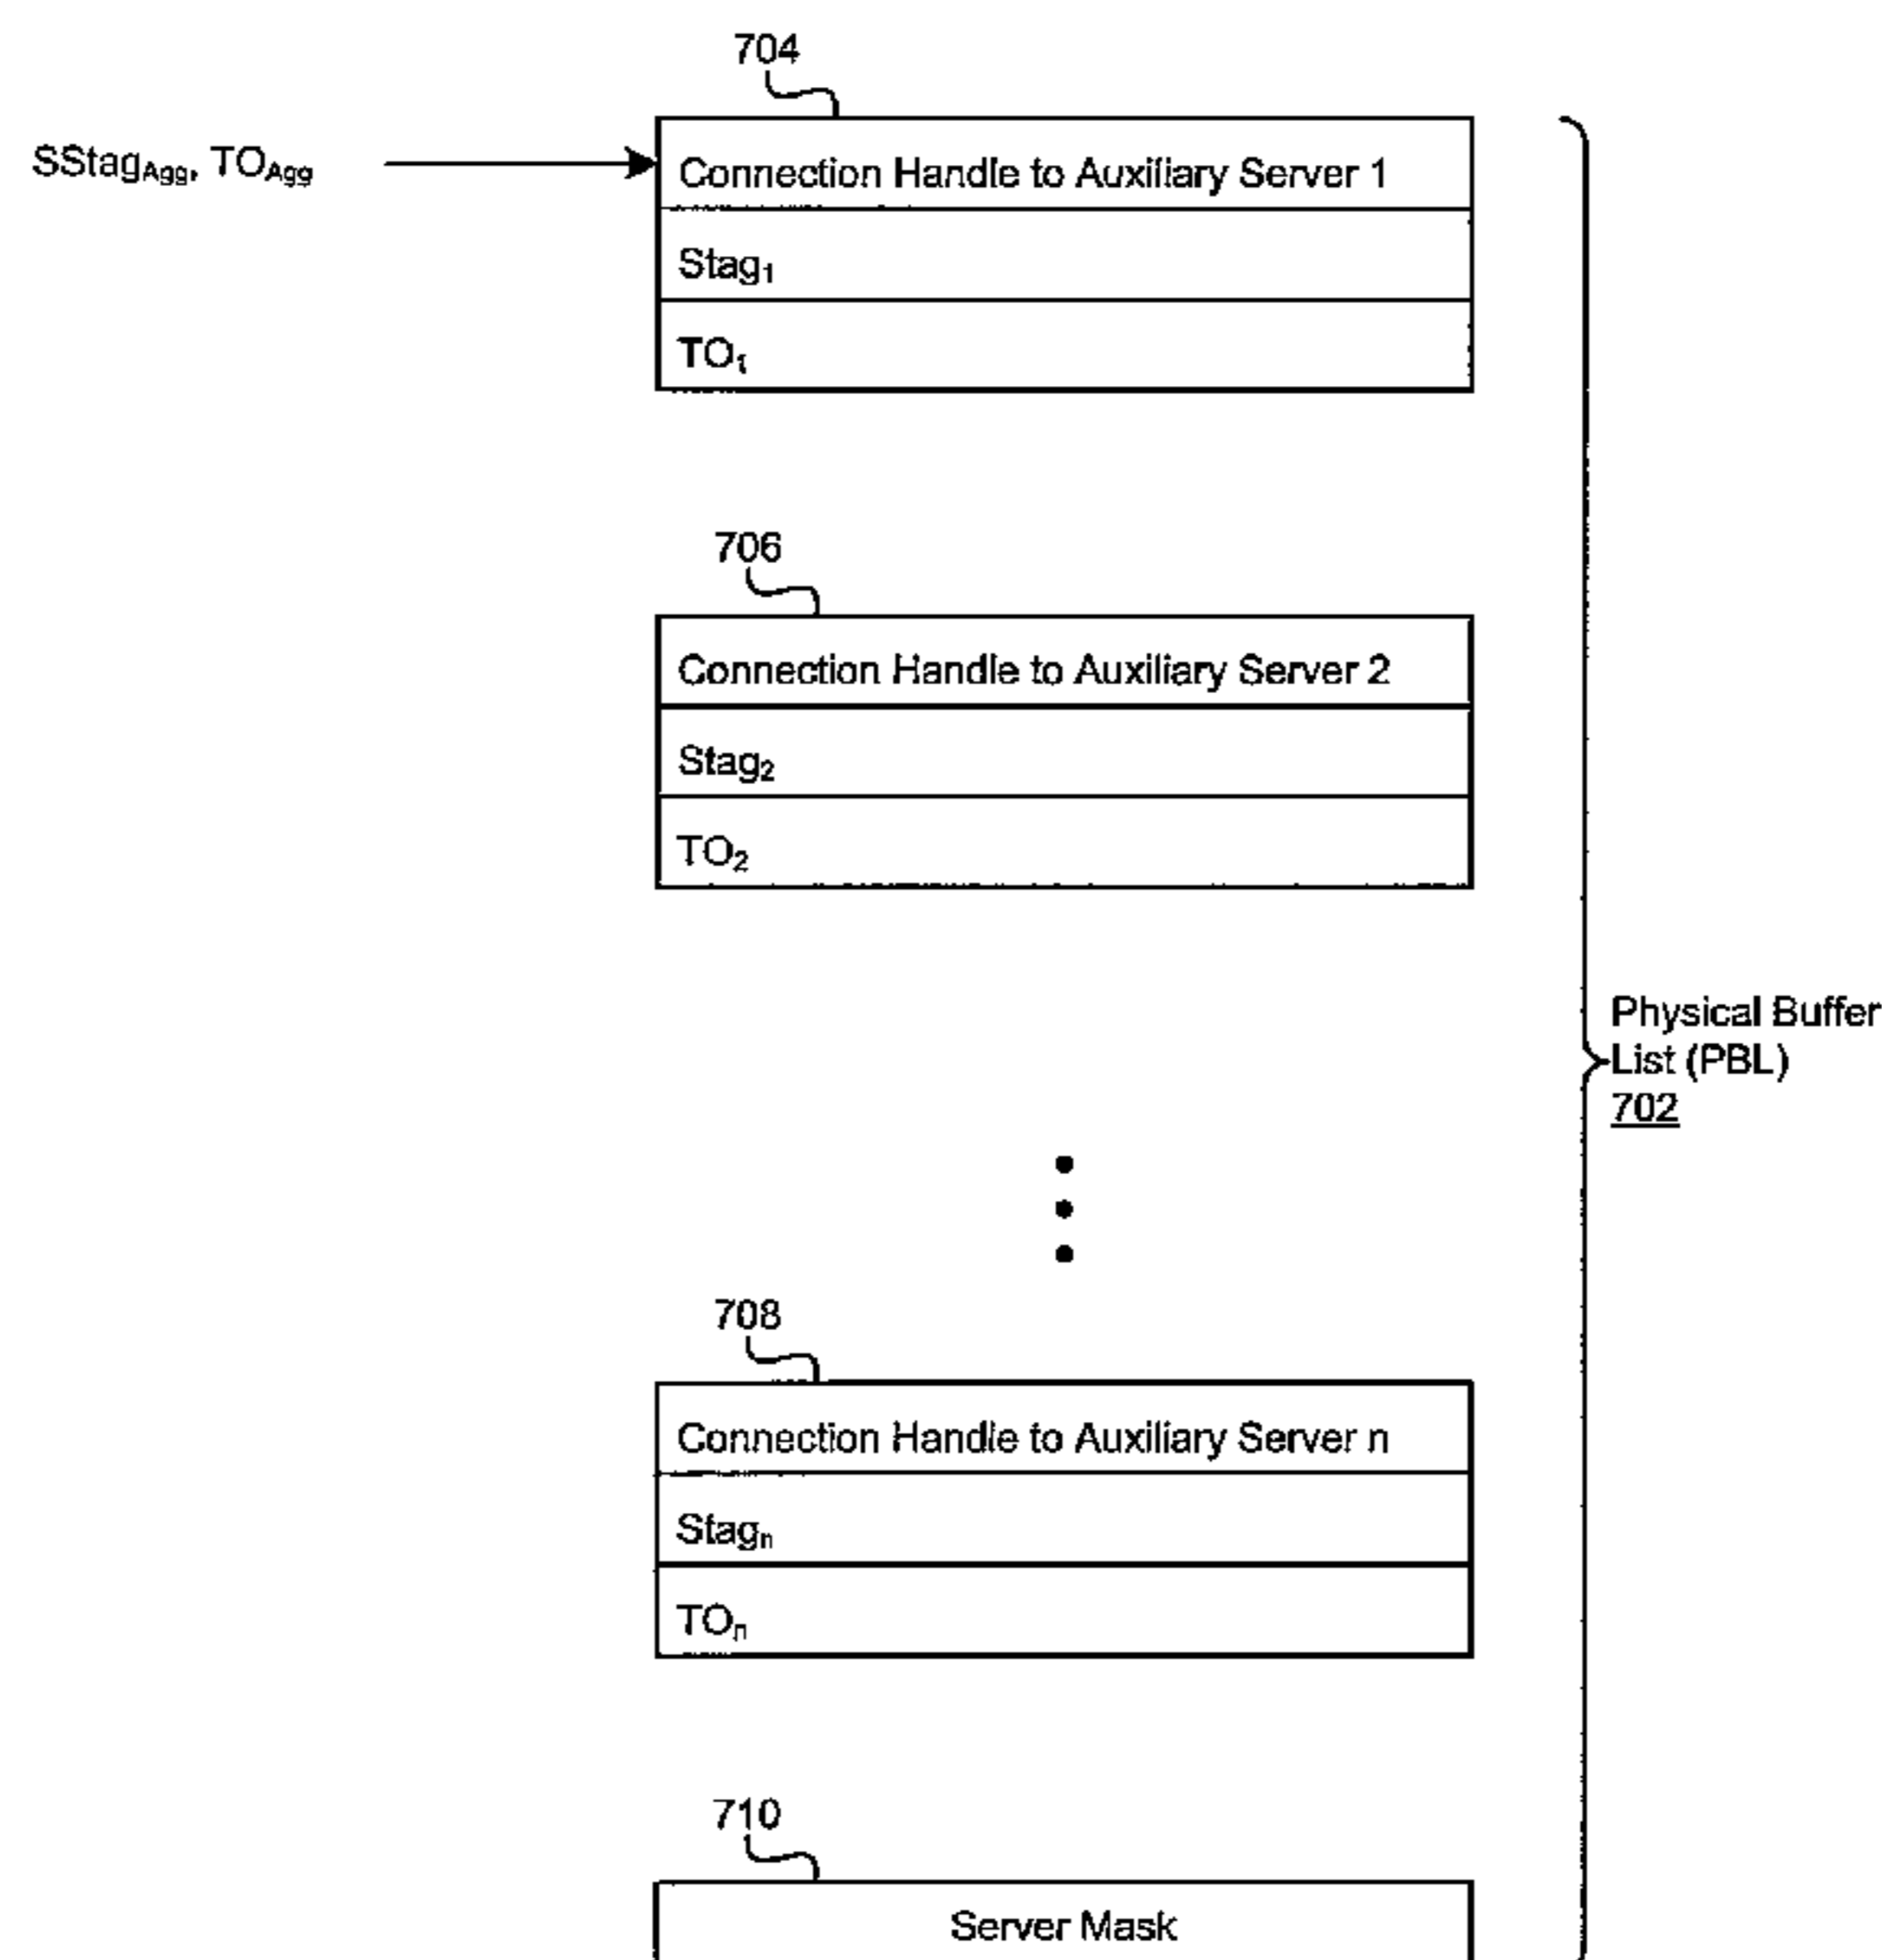 704
SStagAgg, TOAgg
Connection Handle to Auxiliary Server 1
Stag1
TO1
706
Connection Handle to Auxiliary Server 2
Stag2
TO2
Physical Buffer
List (PBL)
702
708
Connection Handle to Auxiliary Server n
Stagn
TOn
710
Server Mask